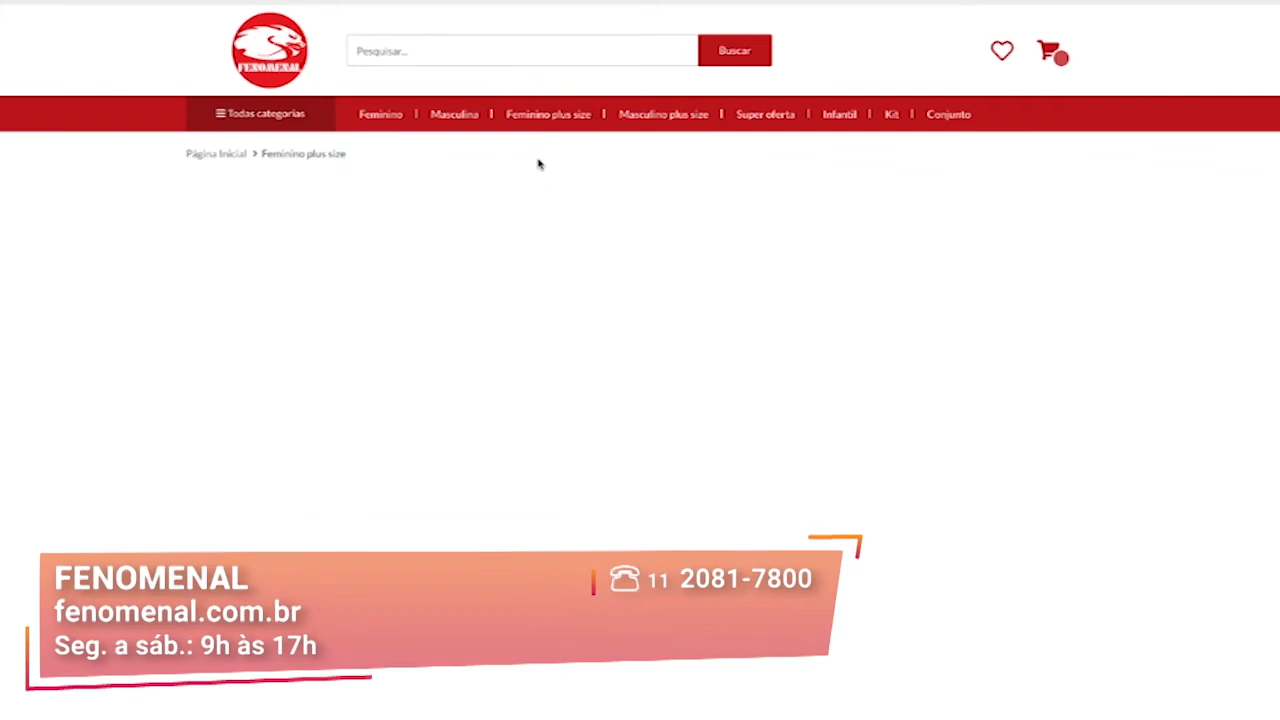 FENOMENAL
Pesquisar...
Buscar
Todas categorias
Feminino | Masculina | Feminino plus size | Masculino plus size | Super oferta | Infantil | Kit | Conjunto
Página Inicial > Feminino plus size
FENOMENAL
11 2081-7800
fenomenal.com.br
Seg. a sáb.: 9h às 17h